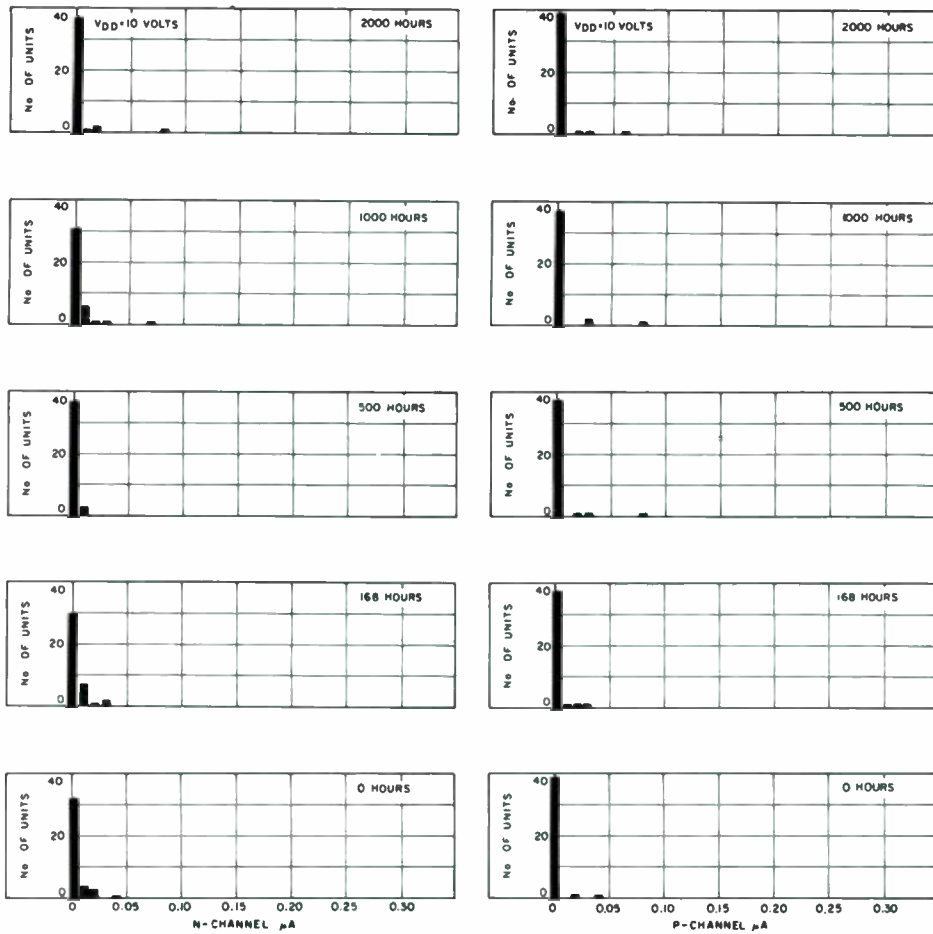 40 VDD=10 VOLTS 2000 HOURS
No OF UNITS
20
0
40 VDD=10 VOLTS 2000 HOURS
No OF UNITS
20
0
40 1000 HOURS
No OF UNITS
20
0
40 1000 HOURS
No OF UNITS
20
0
40 500 HOURS
No OF UNITS
20
0
40 500 HOURS
No OF UNITS
20
0
40 168 HOURS
No OF UNITS
20
0
40 168 HOURS
No OF UNITS
20
0
40 0 HOURS
No OF UNITS
20
0
0 0.05 0.10 0.15 0.20 0.25 0.30
N-CHANNEL μA
40 0 HOURS
No OF UNITS
20
0
0 0.05 0.10 0.15 0.20 0.25 0.30
P-CHANNEL μA